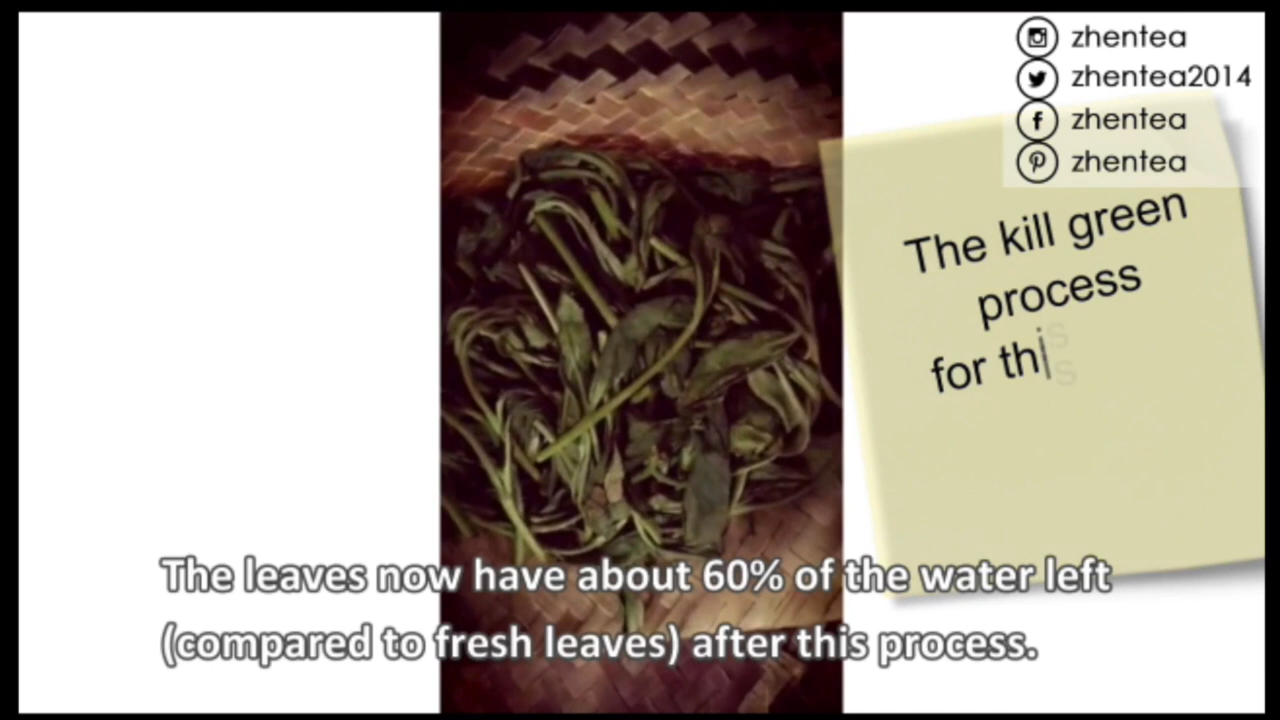 zhentea
zhentea2014
zhentea
zhentea
The kill green
process
for this
The leaves now have about 60% of the water left
(compared to fresh leaves) after this process.